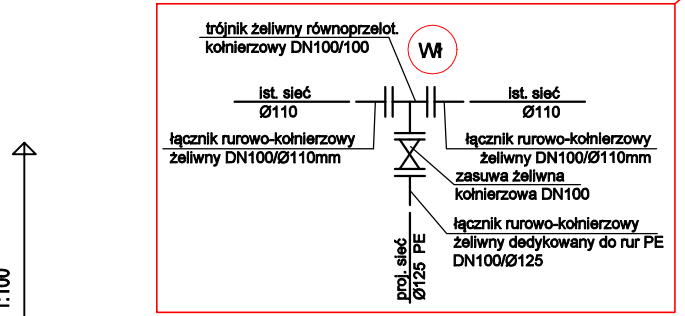 trójnik żeliwny równoprzelot.
kołnierzowy DN100/100
Wł
ist. sieć
Ø110
ist. sieć
Ø110
łącznik rurowo-kołnierzowy
żeliwny DN100/Ø110mm
łącznik rurowo-kołnierzowy
żeliwny DN100/Ø110mm
zasuwa żeliwna
kołnierzowa DN100
łącznik rurowo-kołnierzowy
żeliwny dedykowany do rur PE
DN100/Ø125
proj. sieć
Ø125 PE
1:100